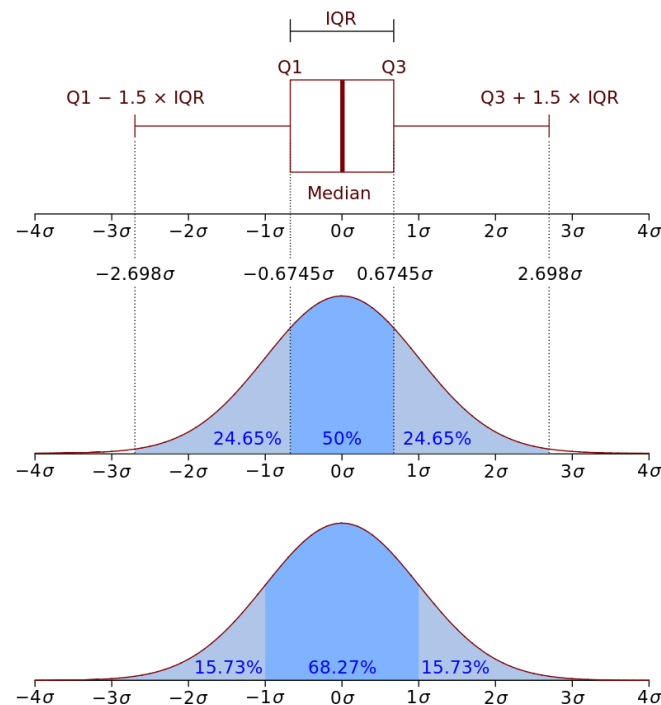 IQR
Q1 Q3
Q1 − 1.5 × IQR Q3 + 1.5 × IQR
Median
−4σ −3σ −2σ −1σ 0σ 1σ 2σ 3σ 4σ
−2.698σ −0.6745σ 0.6745σ 2.698σ
24.65% 50% 24.65%
−4σ −3σ −2σ −1σ 0σ 1σ 2σ 3σ 4σ
15.73% 68.27% 15.73%
−4σ −3σ −2σ −1σ 0σ 1σ 2σ 3σ 4σ